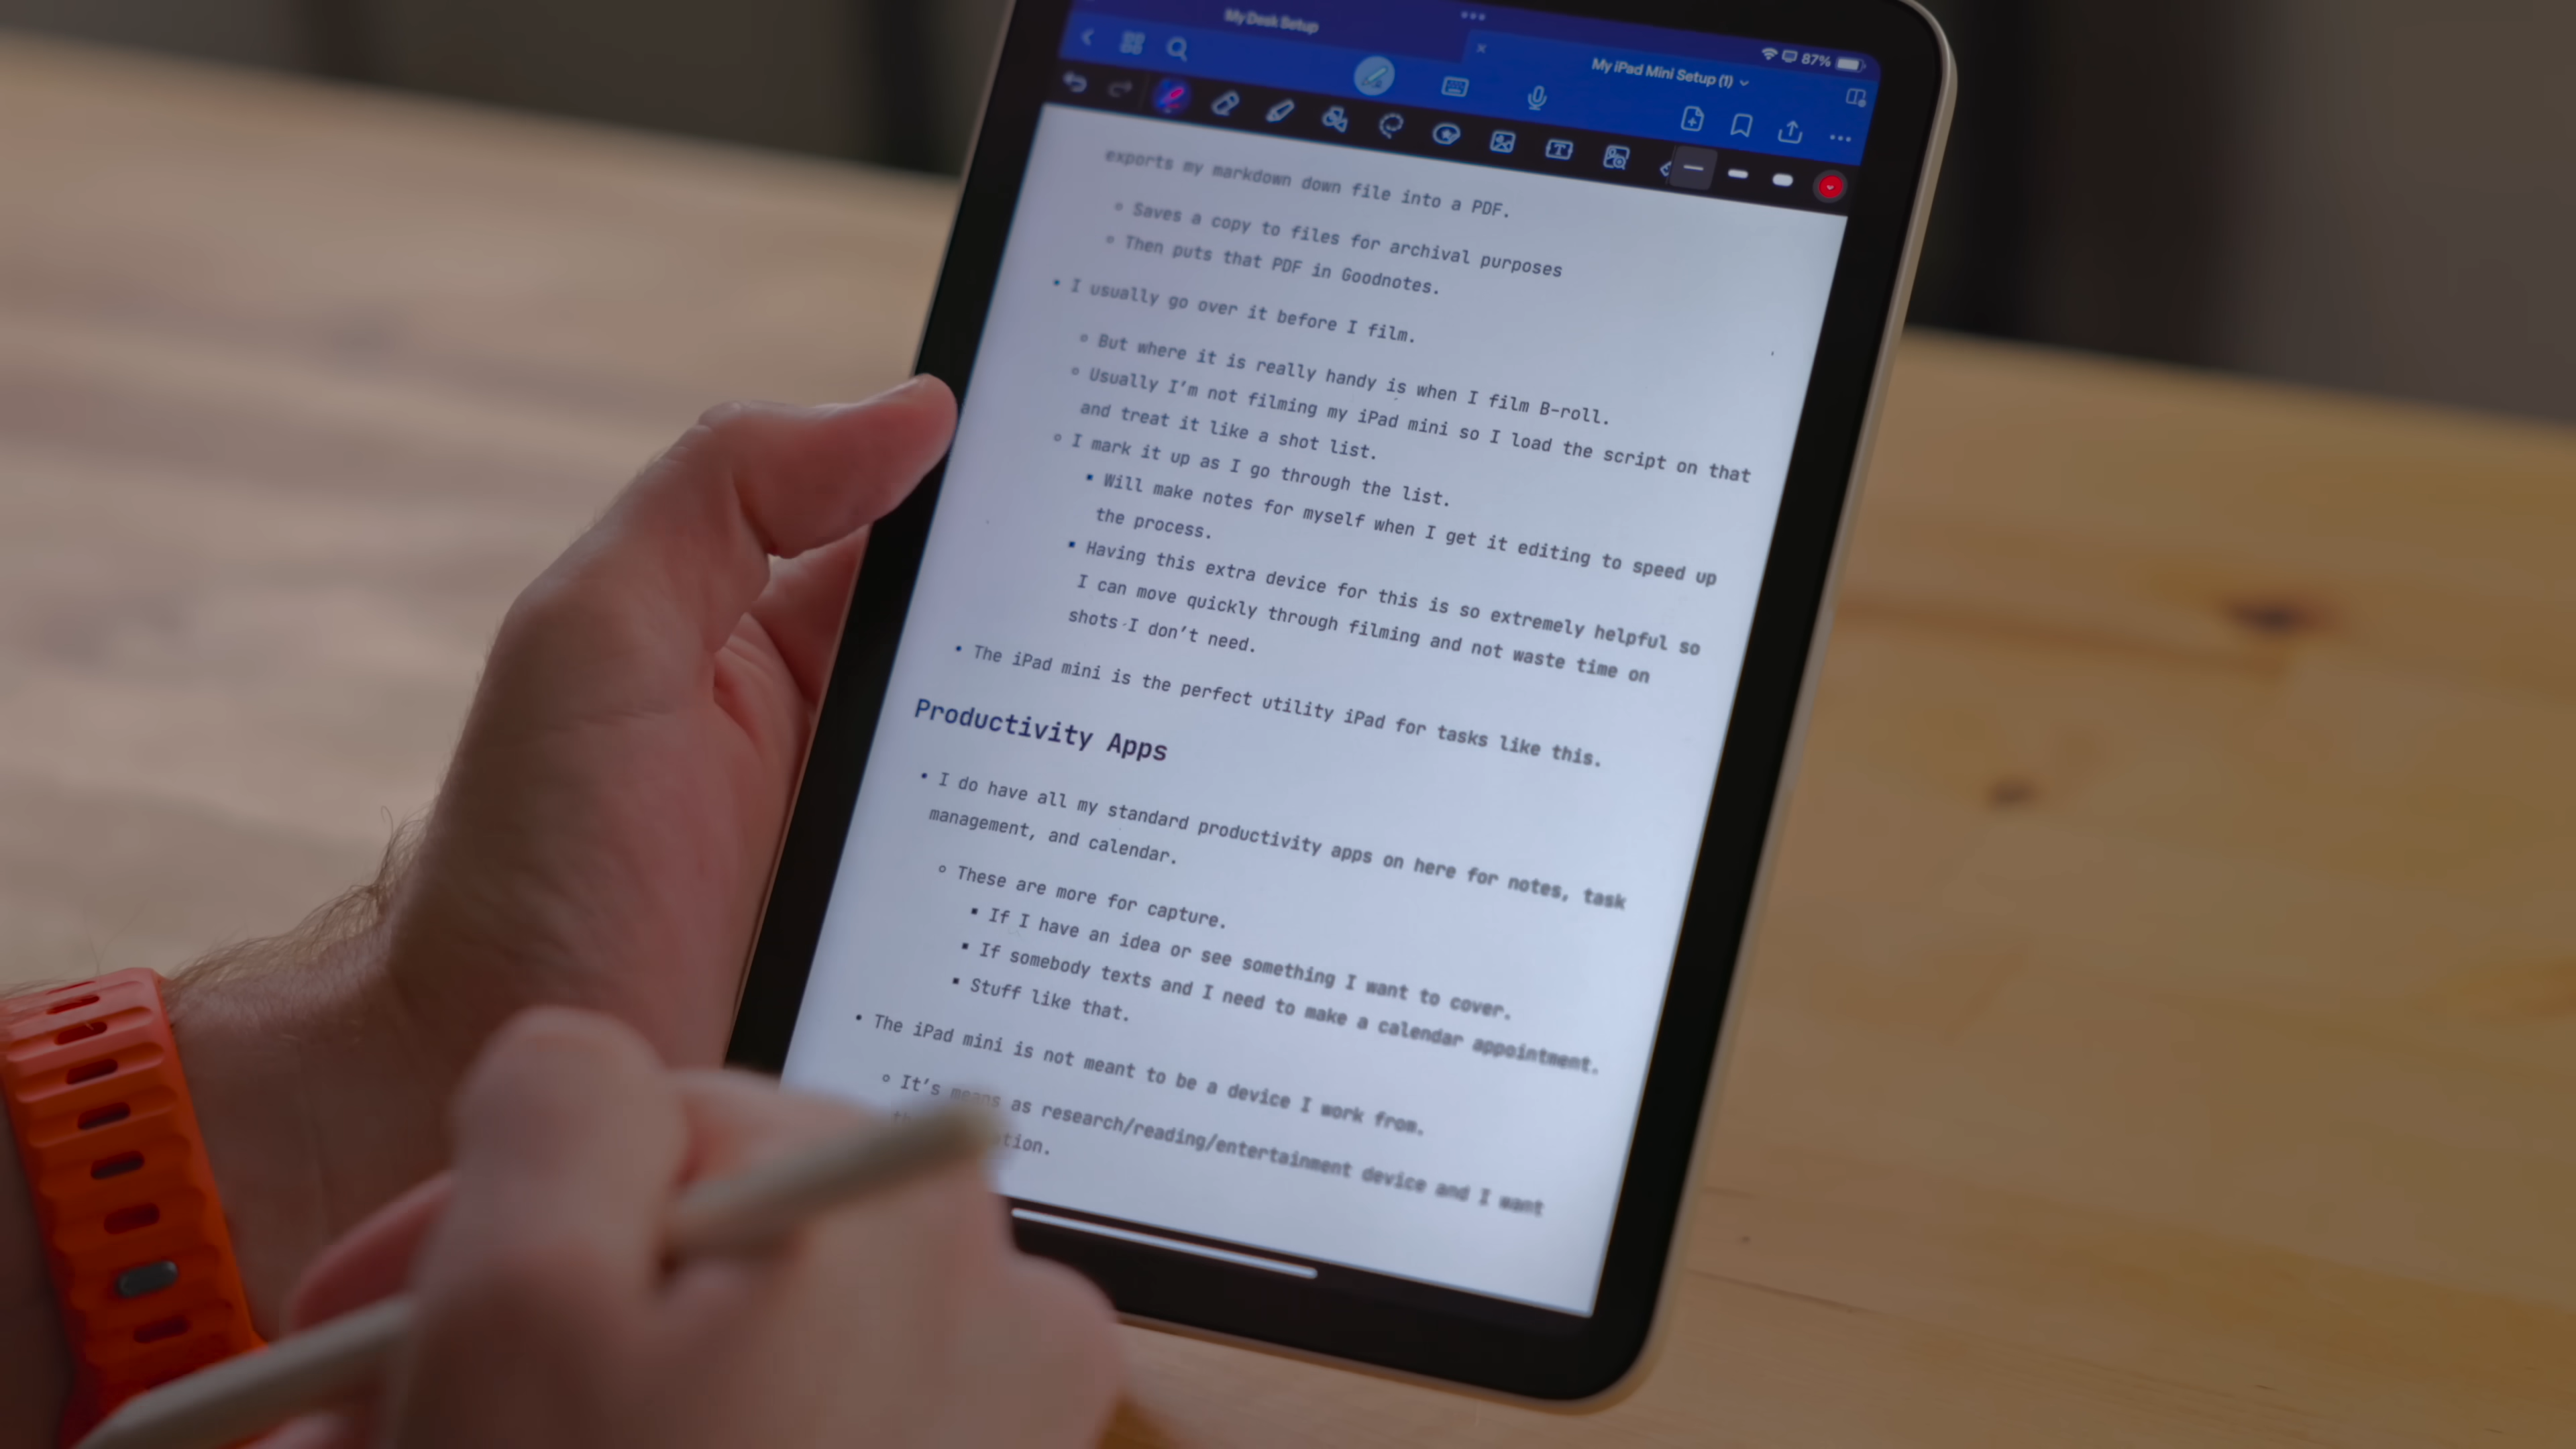 My Desk Setup
87%
My iPad Mini Setup (1)
exports my markdown down file into a PDF.
Saves a copy to files for archival purposes
Then puts that PDF in Goodnotes.
I usually go over it before I film.
But where it is really handy is when I film B-roll.
Usually I'm not filming my iPad mini so I load the script on that
and treat it like a shot list.
I mark it up as I go through the list.
Will make notes for myself when I get it editing to speed up
the process.
Having this extra device for this is so extremely helpful so
I can move quickly through filming and not waste time on
shots I don't need.
The iPad mini is the perfect utility iPad for tasks like this.
Productivity Apps
I do have all my standard productivity apps on here for notes, task
management, and calendar.
These are more for capture.
If I have an idea or see something I want to cover.
If somebody texts and I need to make a calendar appointment.
Stuff like that.
The iPad mini is not meant to be a device I work from.
It's means as research/reading/entertainment device and I want